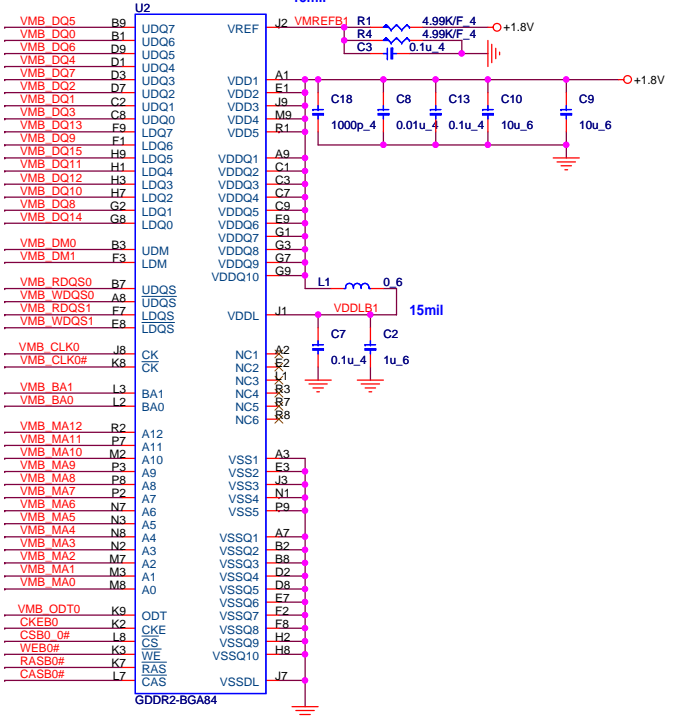 15mil
U2
VMB_DQ5 B9 UDQ7
VMB_DQ0 B1 UDQ6
VMB_DQ6 D9 UDQ5
VMB_DQ4 D1 UDQ4
VMB_DQ7 D3 UDQ3
VMB_DQ2 D7 UDQ2
VMB_DQ1 C2 UDQ1
VMB_DQ3 C8 UDQ0
VMB_DQ13 F9 LDQ7
VMB_DQ9 F1 LDQ6
VMB_DQ15 H9 LDQ5
VMB_DQ11 H1 LDQ4
VMB_DQ12 H3 LDQ3
VMB_DQ10 H7 LDQ2
VMB_DQ8 G2 LDQ1
VMB_DQ14 G8 LDQ0
VMB_DM0 B3 UDM
VMB_DM1 F3 LDM
VMB_RDQS0 B7 UDQS
VMB_WDQS0 A8 UDQS
VMB_RDQS1 F7 LDQS
VMB_WDQS1 E8 LDQS
VMB_CLK0 J8 CK
VMB_CLK0# K8 CK
VMB_BA1 L3 BA1
VMB_BA0 L2 BA0
VMB_MA12 R2 A12
VMB_MA11 P7 A11
VMB_MA10 M2 A10
VMB_MA9 P3 A9
VMB_MA8 P8 A8
VMB_MA7 P2 A7
VMB_MA6 N7 A6
VMB_MA5 N3 A5
VMB_MA4 N8 A4
VMB_MA3 N2 A3
VMB_MA2 M7 A2
VMB_MA1 M3 A1
VMB_MA0 M8 A0
VMB_ODT0 K9 ODT
CKEB0 K2 CKE
CSB0_0# L8 CS
WEB0# K3 WE
RASB0# K7 RAS
CASB0# L7 CAS
GDDR2-BGA84
VREF J2 VMREFB1 R1 4.99K/F_4 +1.8V
R4 4.99K/F_4
C3 0.1u_4
VDD1 A1 +1.8V
VDD2 E1
VDD3 J9
VDD4 M9
VDD5 R1
C18 C8 C13 C10 C9
1000p_4 0.01u_4 0.1u_4 10u_6 10u_6
VDDQ1 A9
VDDQ2 C1
VDDQ3 C3
VDDQ4 C7
VDDQ5 C9
VDDQ6 E9
VDDQ7 G1
VDDQ8 G3
VDDQ9 G7
VDDQ10 G9
L1 0_6
VDDL J1 VDDLB1 15mil
C7 C2
0.1u_4 1u_6
NC1 A2
NC2 E2
NC3 L1
NC4 R3
NC5 R7
NC6 R8
VSS1 A3
VSS2 E3
VSS3 J3
VSS4 N1
VSS5 P9
VSSQ1 A7
VSSQ2 B2
VSSQ3 B8
VSSQ4 D2
VSSQ5 D8
VSSQ6 E7
VSSQ7 F2
VSSQ8 F8
VSSQ9 H2
VSSQ10 H8
VSSDL J7